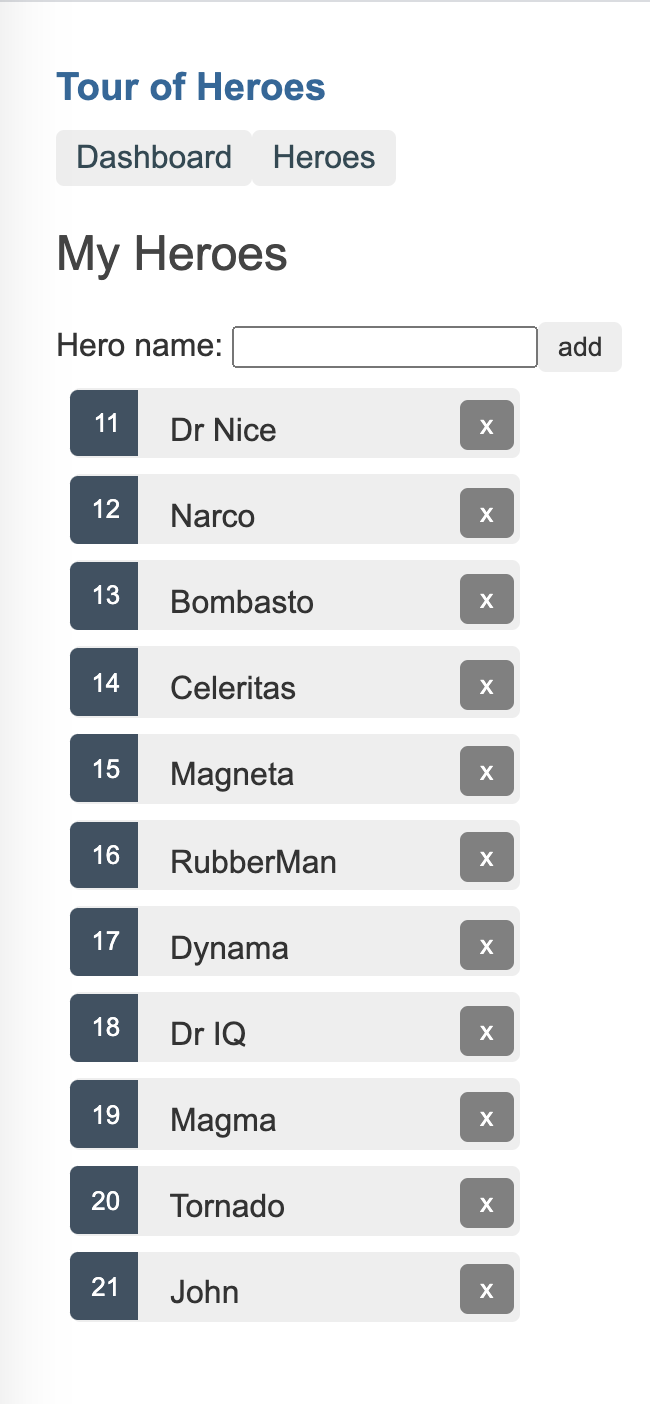 Tour of Heroes
Dashboard Heroes
My Heroes
Hero name: add
11 Dr Nice x
12 Narco x
13 Bombasto x
14 Celeritas x
15 Magneta x
16 RubberMan x
17 Dynama x
18 Dr IQ x
19 Magma x
20 Tornado x
21 John x